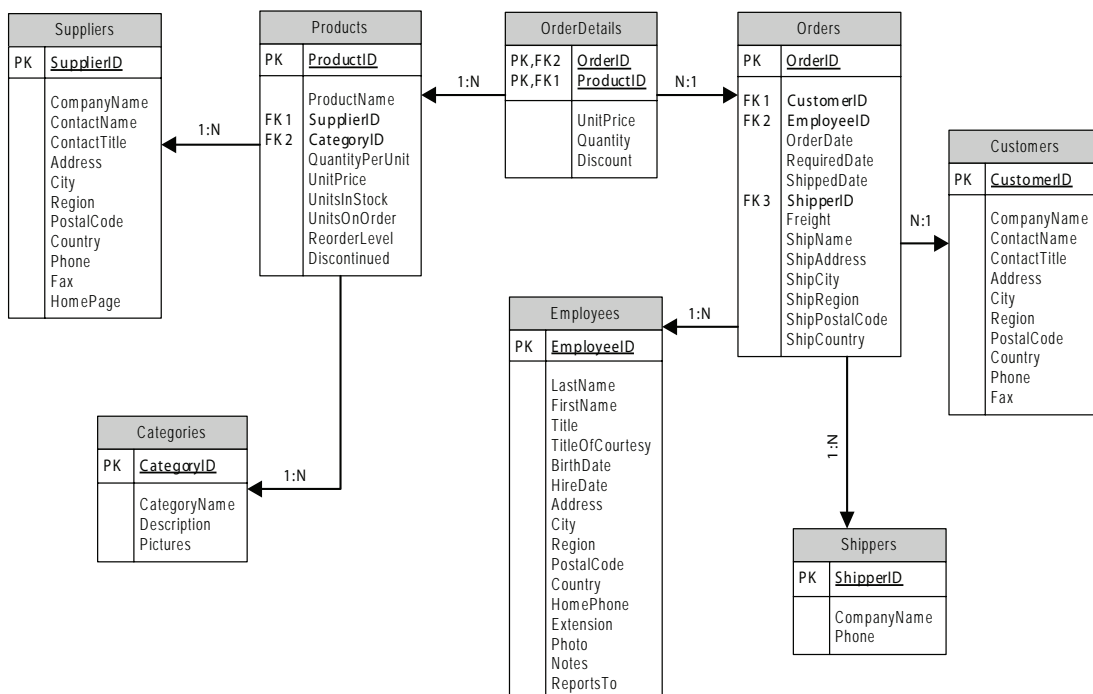 Suppliers
PK SupplierID
CompanyName
ContactName
ContactTitle
Address
City
Region
PostalCode
Country
Phone
Fax
HomePage
1:N
Products
PK ProductID
ProductName
FK1 SupplierID
FK2 CategoryID
QuantityPerUnit
UnitPrice
UnitsInStock
UnitsOnOrder
ReorderLevel
Discontinued
1:N
OrderDetails
PK,FK2 OrderID
PK,FK1 ProductID
UnitPrice
Quantity
Discount
N:1
Orders
PK OrderID
FK1 CustomerID
FK2 EmployeeID
OrderDate
RequiredDate
ShippedDate
FK3 ShipperID
Freight
ShipName
ShipAddress
ShipCity
ShipRegion
ShipPostalCode
ShipCountry
N:1
Customers
PK CustomerID
CompanyName
ContactName
ContactTitle
Address
City
Region
PostalCode
Country
Phone
Fax
1:N
Employees
PK EmployeeID
LastName
FirstName
Title
TitleOfCourtesy
BirthDate
HireDate
Address
City
Region
PostalCode
Country
HomePhone
Extension
Photo
Notes
ReportsTo
Categories
PK CategoryID
CategoryName
Description
Pictures
1:N
1:N
Shippers
PK ShipperID
CompanyName
Phone